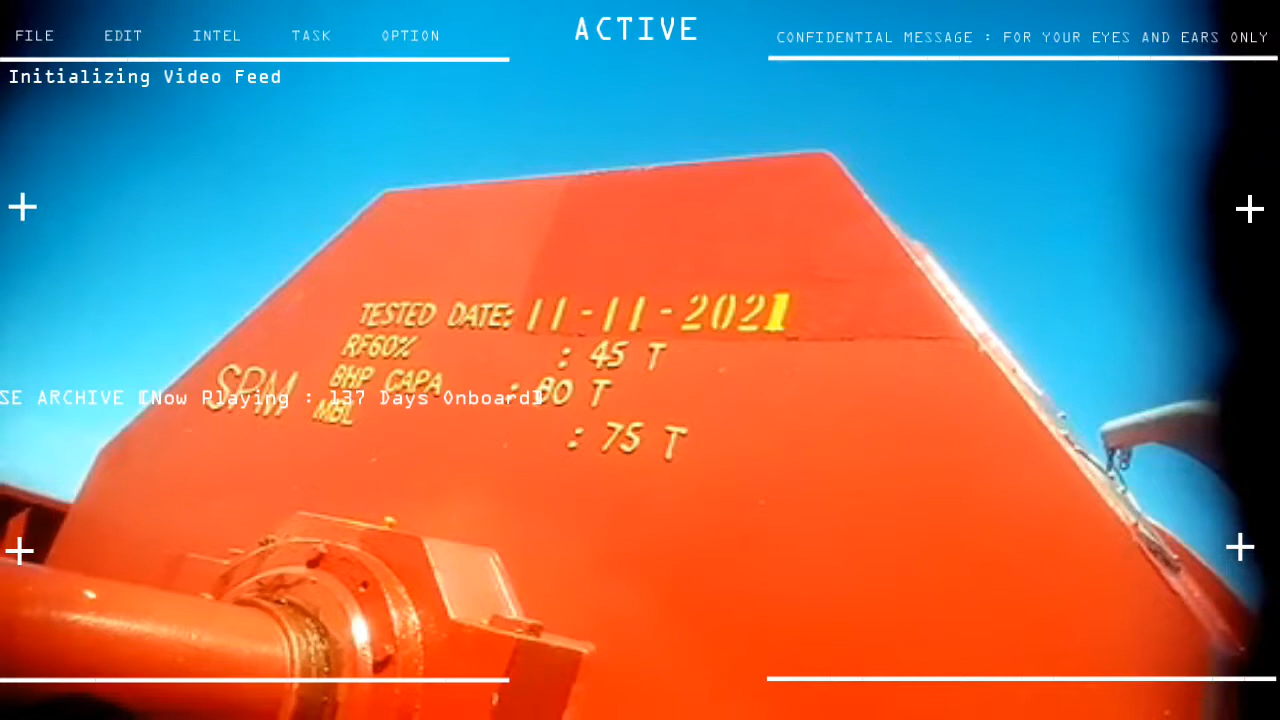 FILE EDIT INTEL TASK OPTION
ACTIVE
CONFIDENTIAL MESSAGE : FOR YOUR EYES AND EARS ONLY
Initializing Video Feed
TESTED DATE: 11-11-2021
RF60% : 45 T
BHP CAPA : 80 T
SPM
MBL : 75 T
SE ARCHIVE [Now Playing : 137 Days Onboard]